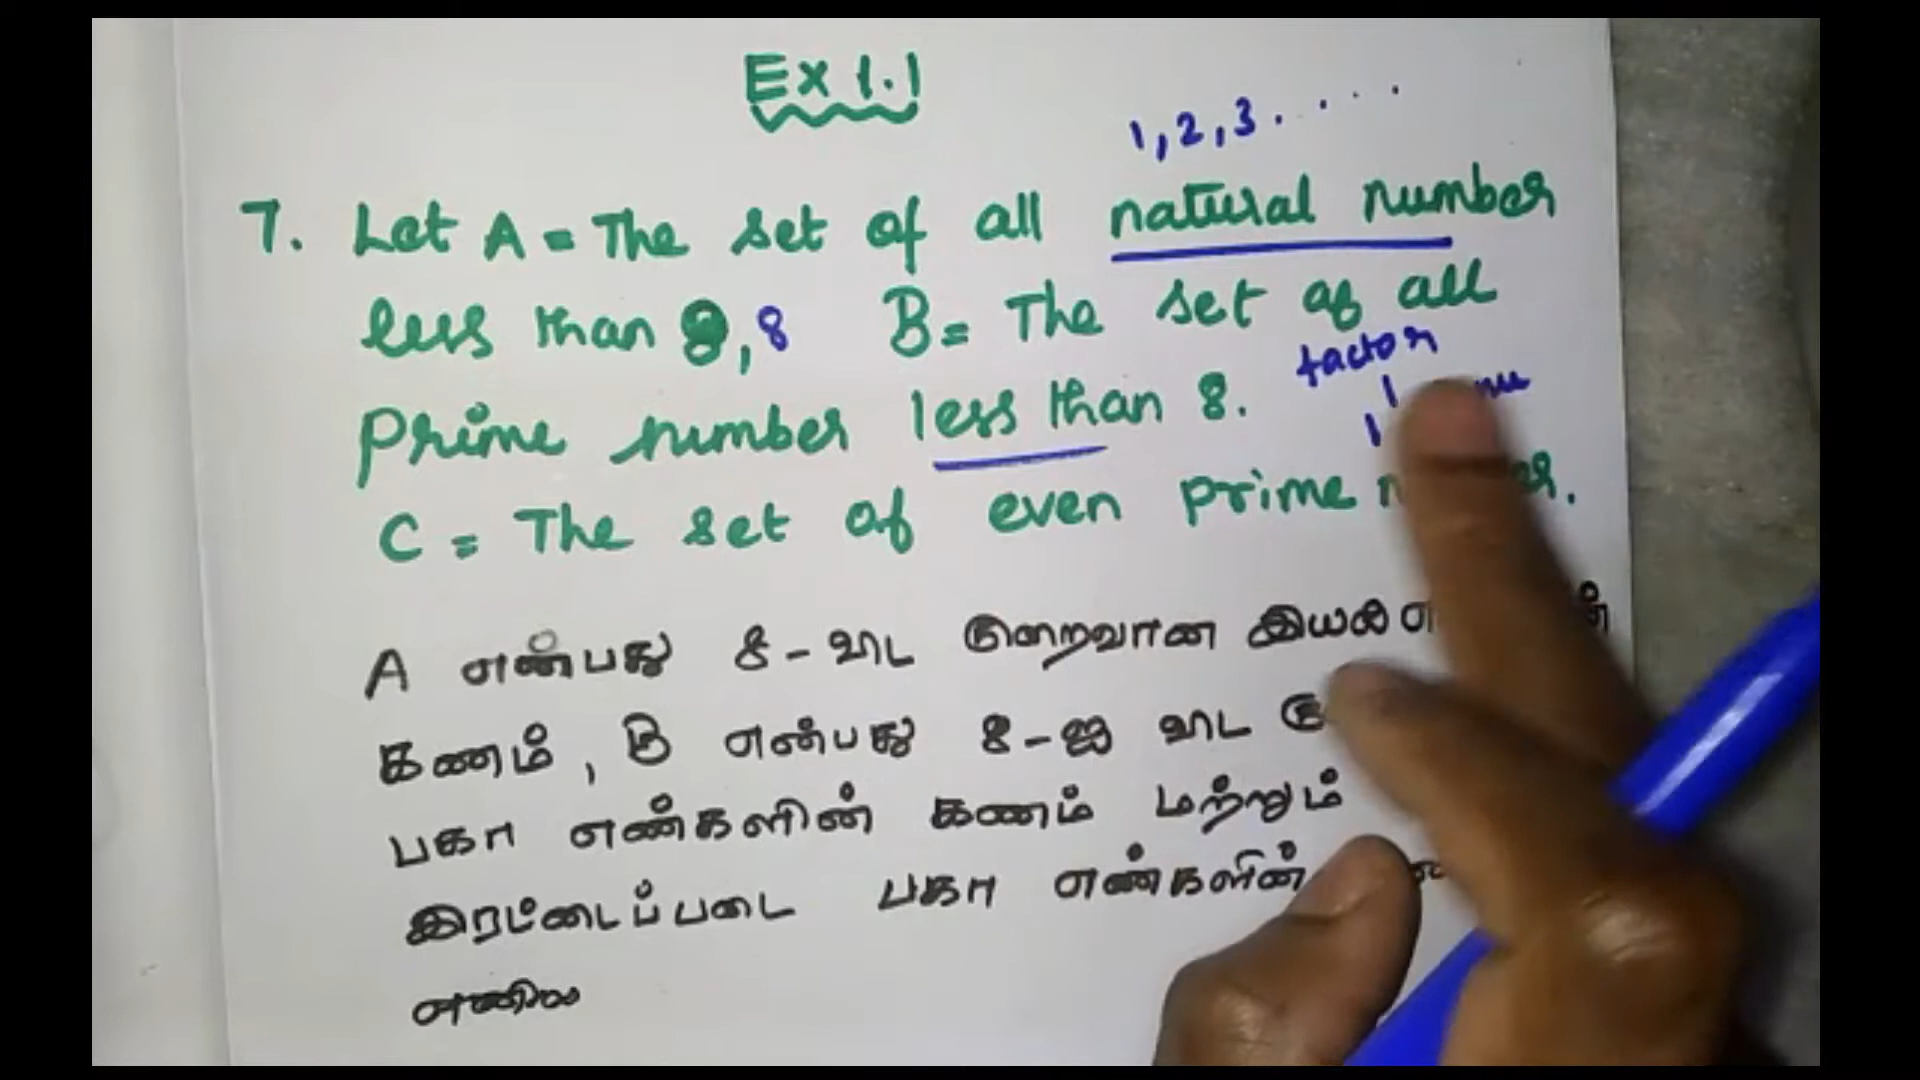 Ex 1.1
1,2,3.....
7. Let A = The set of all natural number
less than 8, 8 B = The set of all
factor
Prime number less than 8.
C = The set of even prime
A என்பது 8 - விட குறைவான இயல்
கணம், B என்பது 8 - ஐ விட
பகா எண்களின் கணம் மற்றும்
இரட்டைப்படை பகா எண்களின்
எனில்